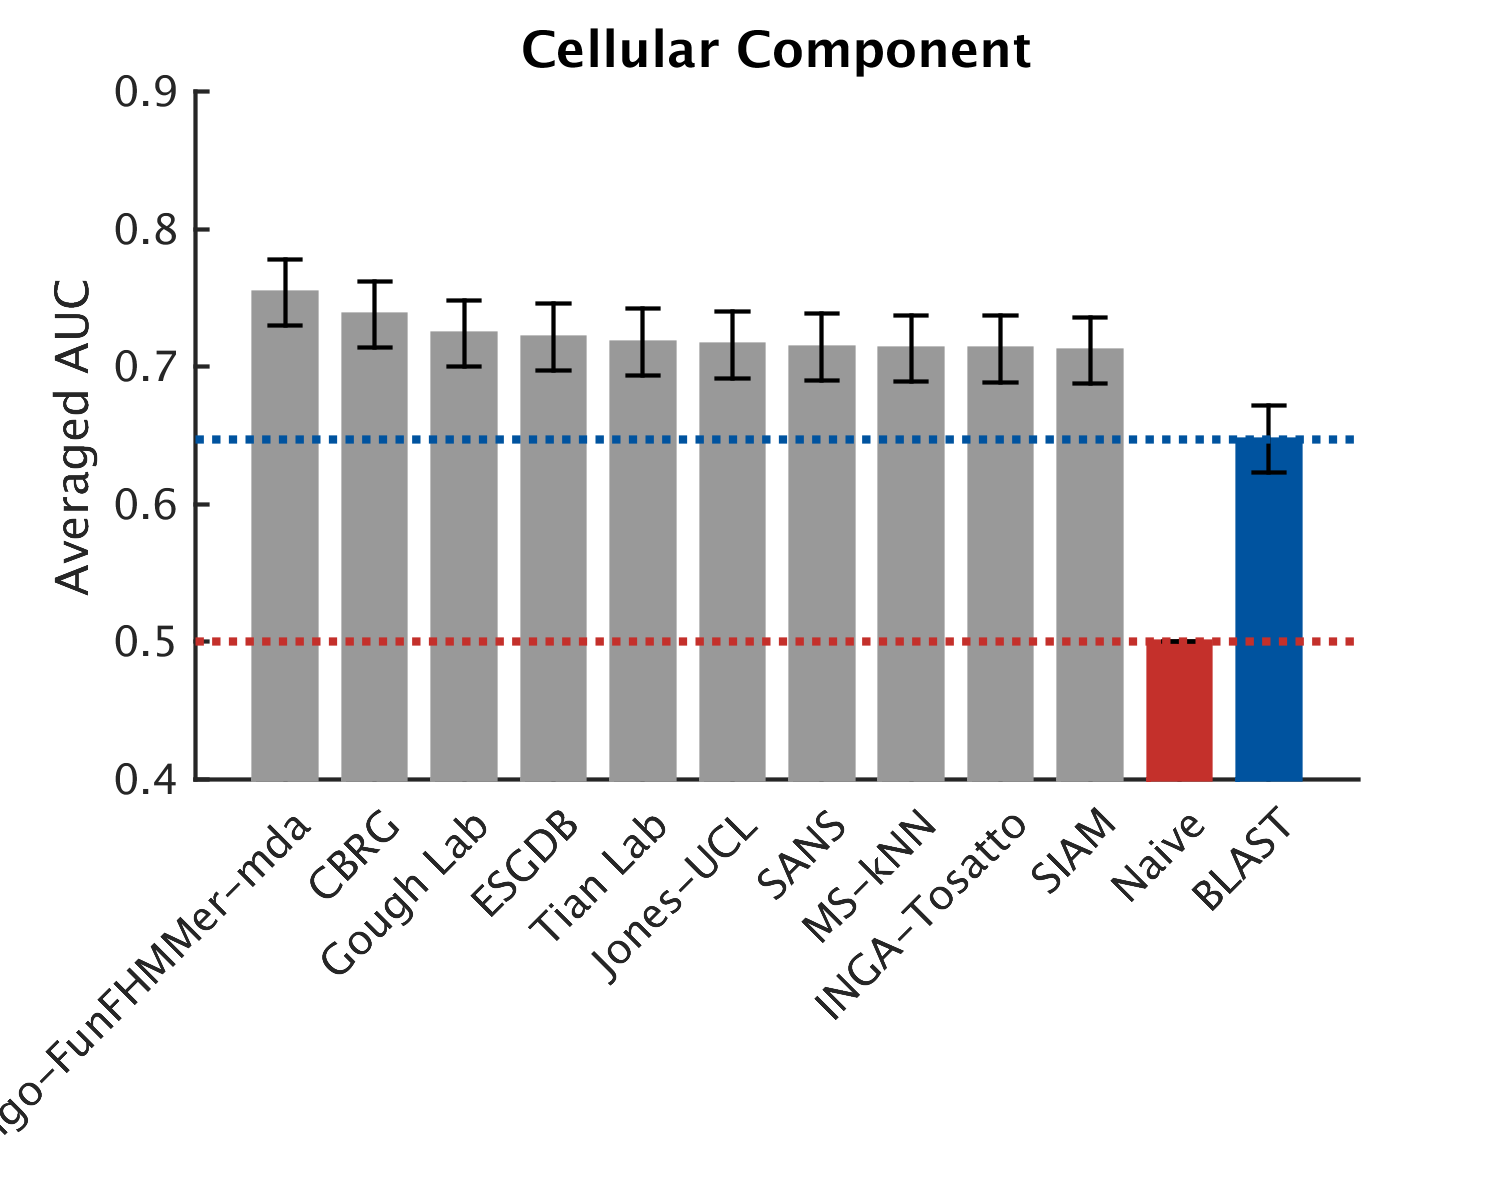 Cellular Component
0.9
0.8
0.7
0.6
0.5
0.4
Averaged AUC
go–FunFHMMer–mda
CBRG
Gough Lab
ESGDB
Tian Lab
Jones–UCL
SANS
MS–kNN
INGA–Tosatto
SIAM
Naive
BLAST